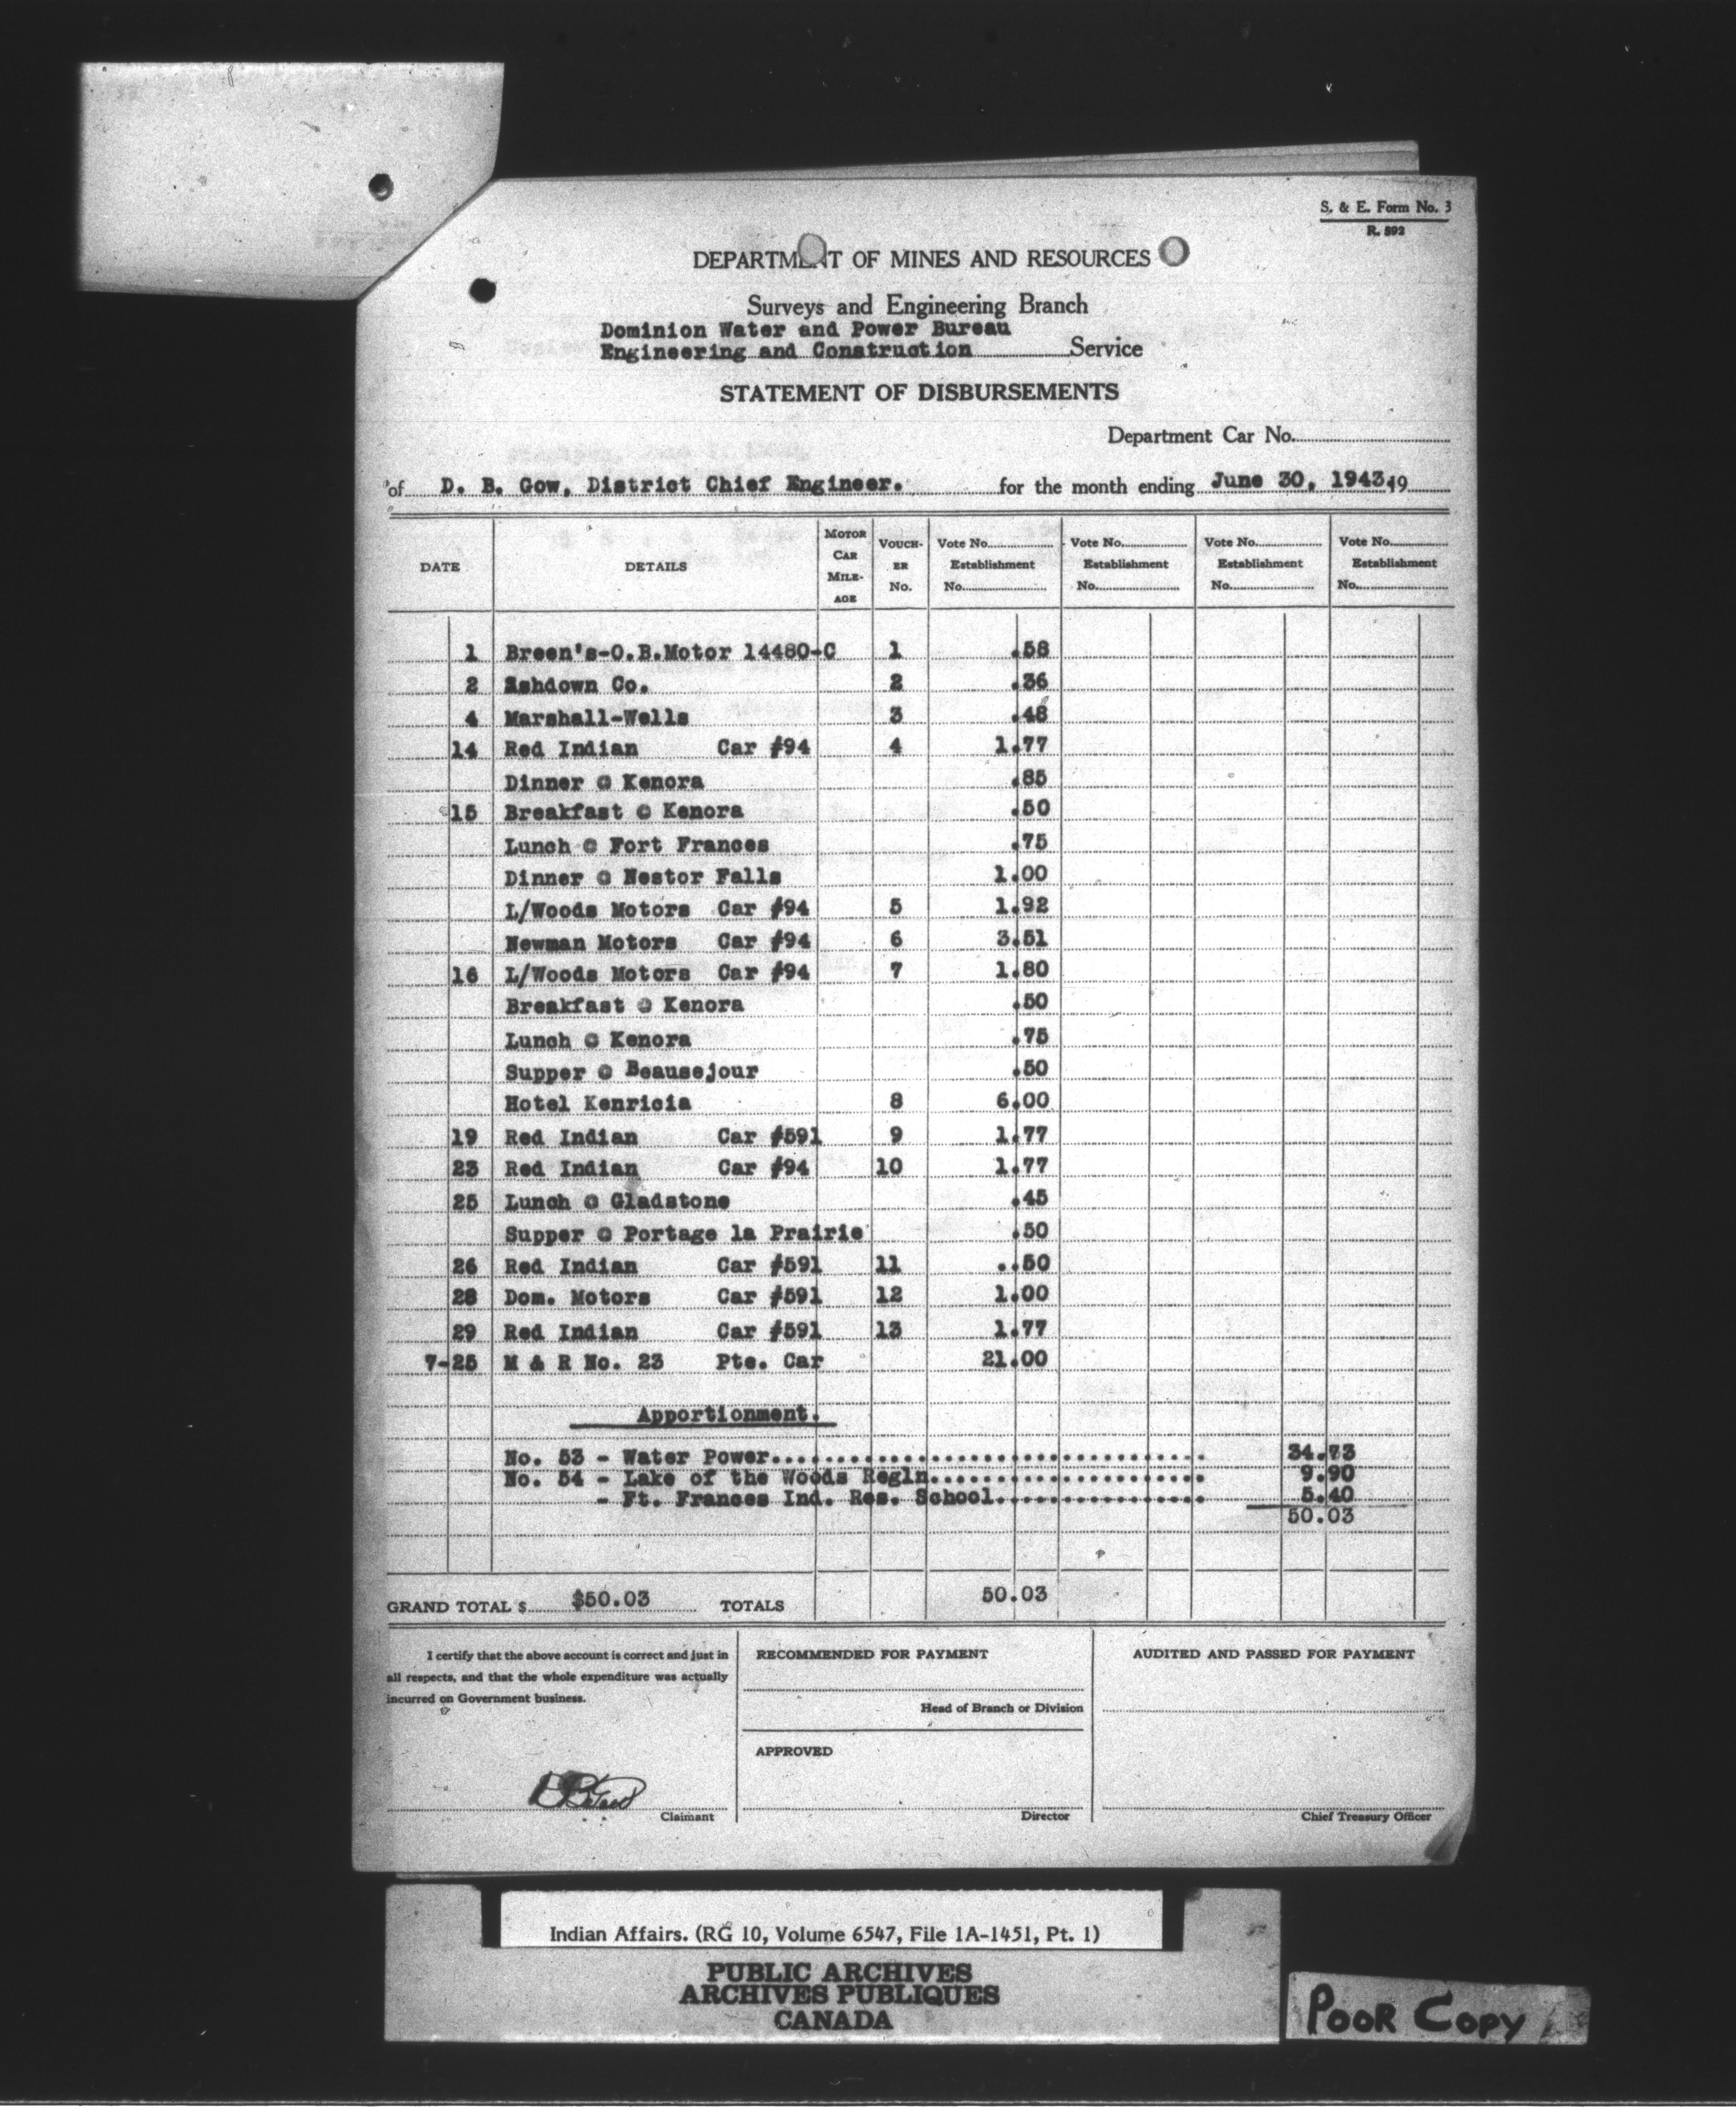 S. & E. Form No. 3
R. 592
DEPARTMENT OF MINES AND RESOURCES
Surveys and Engineering Branch
Dominion Water and Power Bureau
Engineering and Construction Service
STATEMENT OF DISBURSEMENTS
Department Car No.
of D. B. Gow, District Chief Engineer. for the month ending June 30, 1943 19
DATE DETAILS MOTOR CAR MILE-AGE VOUCH-ER No. Vote No. Establishment No. Vote No. Establishment No. Vote No. Establishment No. Vote No. Establishment No.
1 Breen's-O.B.Motor 14480-C 1 .58
2 Ashdown Co. 2 .36
4 Marshall-Wells 3 .48
14 Red Indian Car #94 4 1.77
Dinner @ Kenora .85
15 Breakfast @ Kenora .50
Lunch @ Fort Frances .75
Dinner @ Nestor Falls 1.00
L/Woods Motors Car #94 5 1.92
Newman Motors Car #94 6 3.51
16 L/Woods Motors Car #94 7 1.80
Breakfast @ Kenora .50
Lunch @ Kenora .75
Supper @ Beausejour .50
Hotel Kenricia 8 6.00
19 Red Indian Car #591 9 1.77
23 Red Indian Car #94 10 1.77
25 Lunch @ Gladstone .45
Supper @ Portage la Prairie .50
26 Red Indian Car #591 11 ..50
28 Dom. Motors Car #591 12 1.00
29 Red Indian Car #591 13 1.77
7-25 M & R No. 23 Pte. Car 21.00
Apportionment.
No. 53 - Water Power 34.73
No. 54 - Lake of the Woods Regln 9.90
- Ft. Frances Ind. Res. School 5.40
50.03
GRAND TOTAL $ $50.03 TOTALS 50.03
I certify that the above account is correct and just in
all respects, and that the whole expenditure was actually
incurred on Government business.
Claimant
RECOMMENDED FOR PAYMENT
Head of Branch or Division
APPROVED
Director
AUDITED AND PASSED FOR PAYMENT
Chief Treasury Officer
Indian Affairs. (RG 10, Volume 6547, File 1A-1451, Pt. 1)
PUBLIC ARCHIVES
ARCHIVES PUBLIQUES
CANADA
POOR COPY